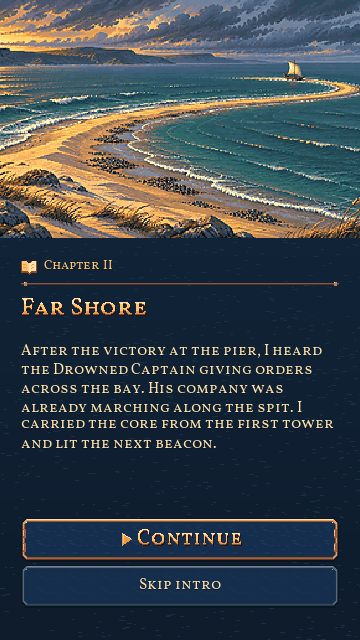 Chapter II
Far Shore
After the victory at the pier, I heard
the Drowned Captain giving orders
across the bay. His company was
already marching along the spit. I
carried the core from the first tower
and lit the next beacon.
Continue
Skip intro